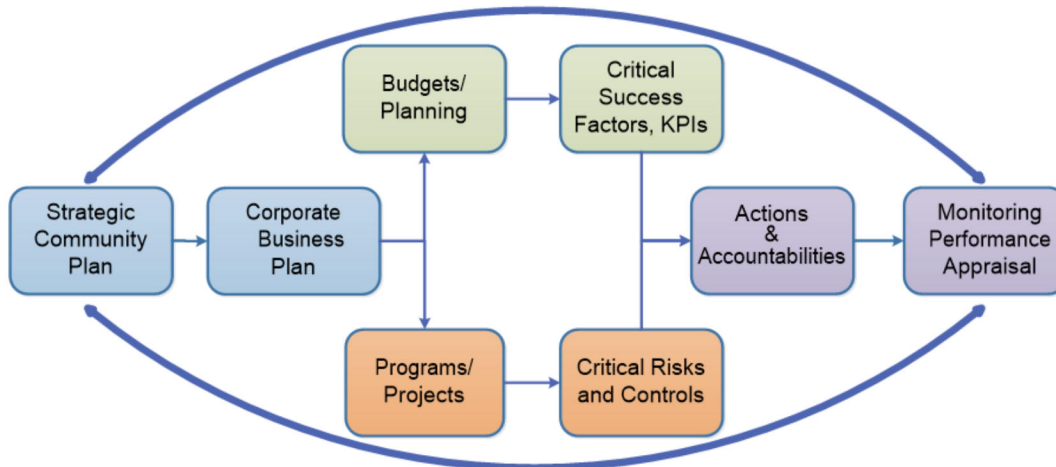 Budgets/
Planning
Critical
Success
Factors, KPIs
Strategic
Community
Plan
Corporate
Business
Plan
Actions
&
Accountabilities
Monitoring
Performance
Appraisal
Programs/
Projects
Critical Risks
and Controls